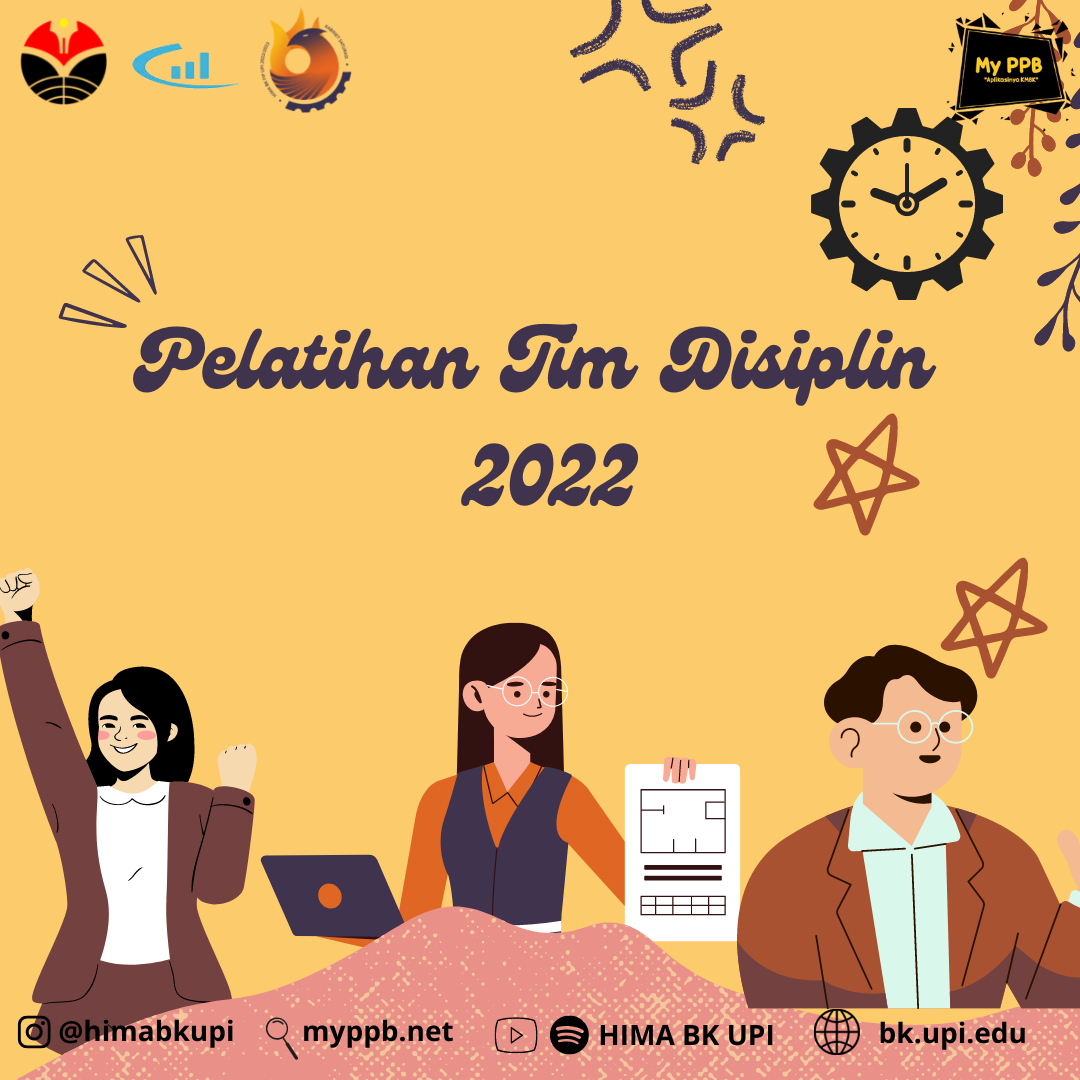 My PPB
"Aplikasinya KMBK"
Pelatihan Tim Disiplin
2022
@himabkupi
myppb.net
HIMA BK UPI
bk.upi.edu